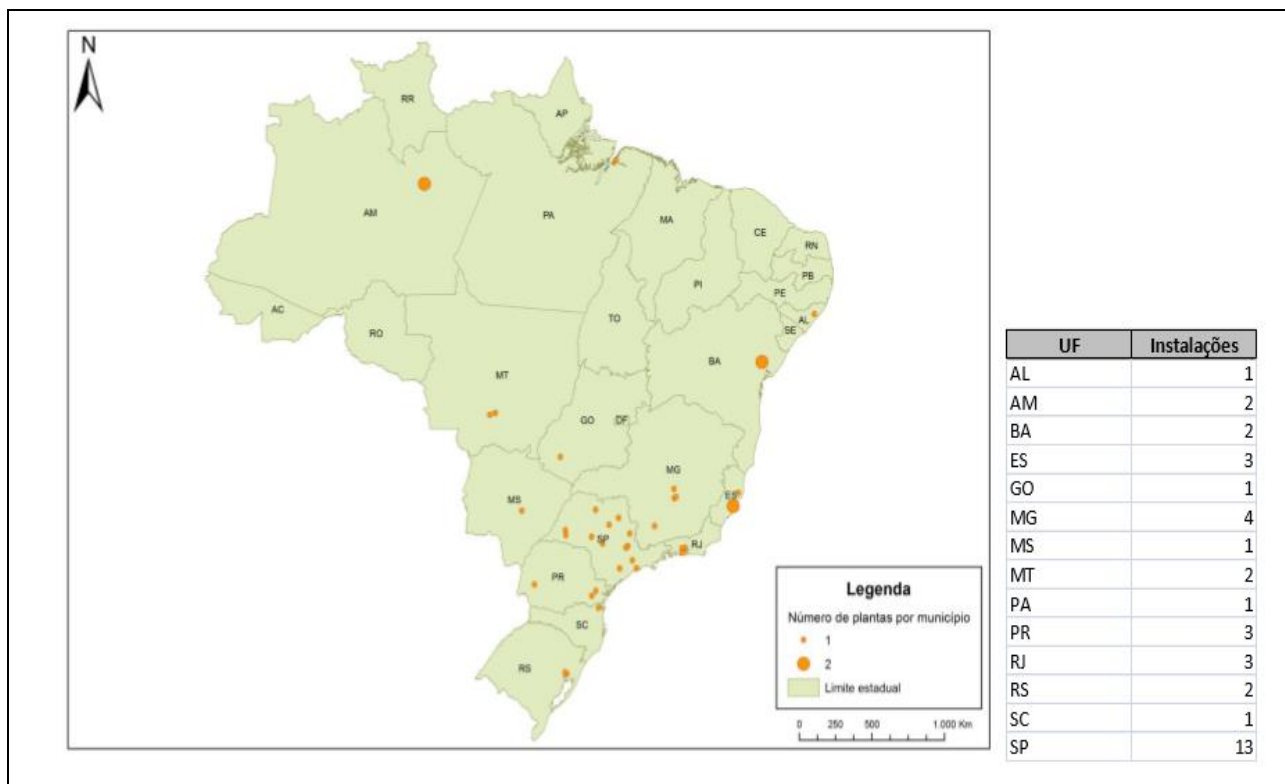 N
RR
AP
AM
PA
MA
CE
RN
PB
PE
PI
AL
SE
AC
RO
TO
BA
MT
GO
DF
MG
MS
ES
SP
RJ
PR
SC
RS
Legenda
Número de plantas por município
1
2
Limite estadual
0 250 500 1.000 Km
UF Instalações
AL 1
AM 2
BA 2
ES 3
GO 1
MG 4
MS 1
MT 2
PA 1
PR 3
RJ 3
RS 2
SC 1
SP 13